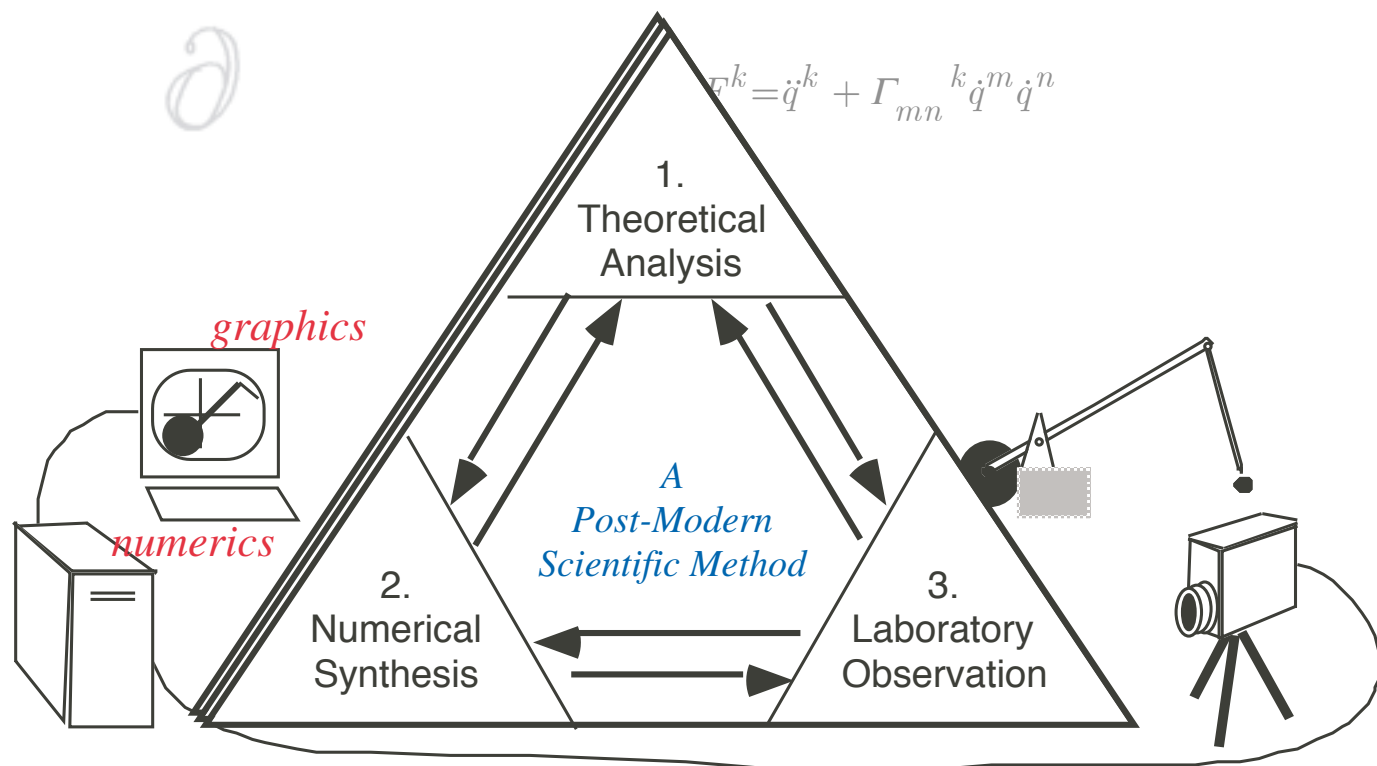 ∂
F^k=q̈^k + Γ_mn^k q̇^m q̇^n
1.
Theoretical
Analysis
graphics
numerics
A
Post-Modern
Scientific Method
2.
Numerical
Synthesis
3.
Laboratory
Observation